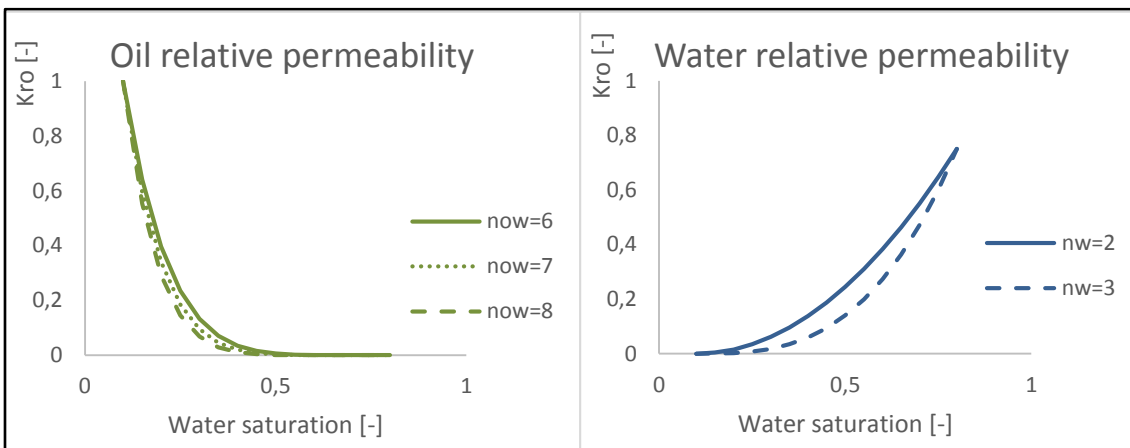 Oil relative permeability
Kro [-]
1
0,8
0,6
0,4
0,2
0
0
0,5
1
Water saturation [-]
now=6
now=7
now=8
Water relative permeability
Kro [-]
1
0,8
0,6
0,4
0,2
0
0
0,5
1
Water saturation [-]
nw=2
nw=3